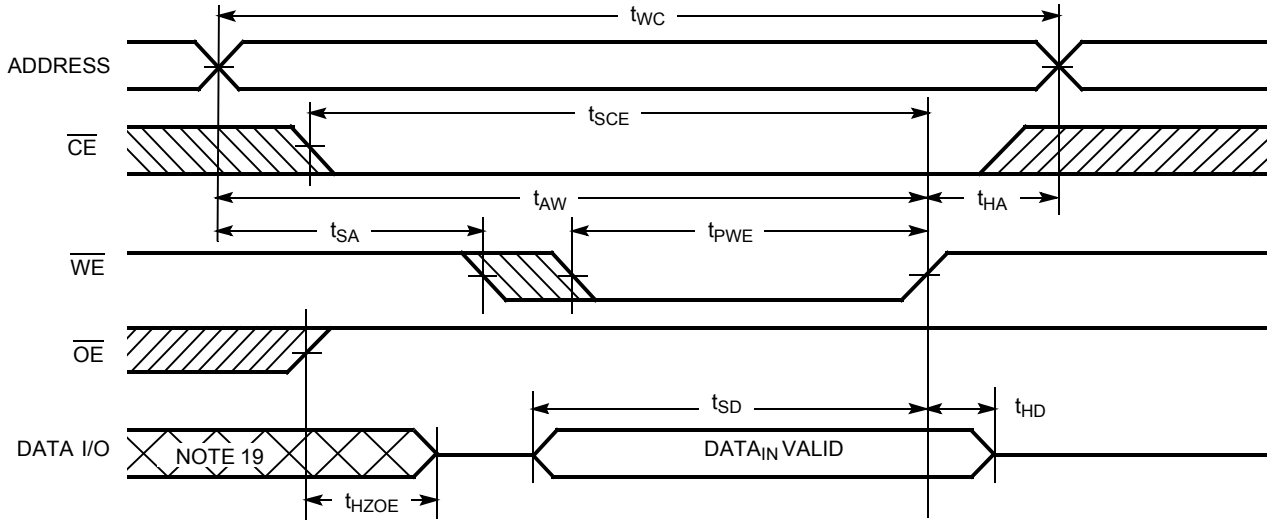 tWC
ADDRESS
tSCE
CE
tAW
tHA
tSA
tPWE
WE
OE
tSD
tHD
DATA I/O
NOTE 19
DATAIN VALID
tHZOE